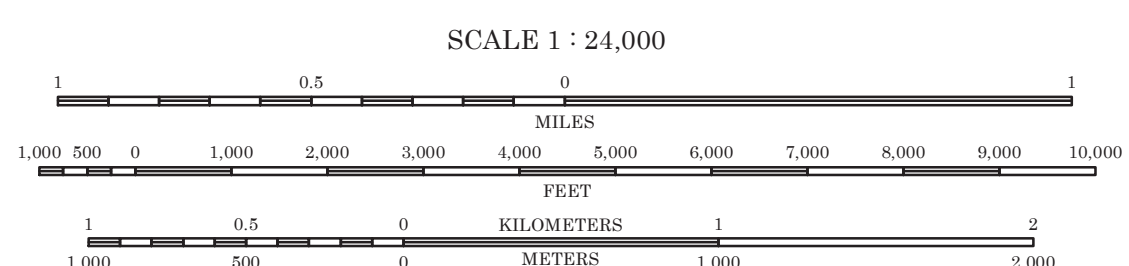 SCALE 1 : 24,000
1 0.5 0 1
MILES
1,000 500 0 1,000 2,000 3,000 4,000 5,000 6,000 7,000 8,000 9,000 10,000
FEET
1 0.5 0 KILOMETERS 1 2
1,000 500 0 METERS 1,000 2,000